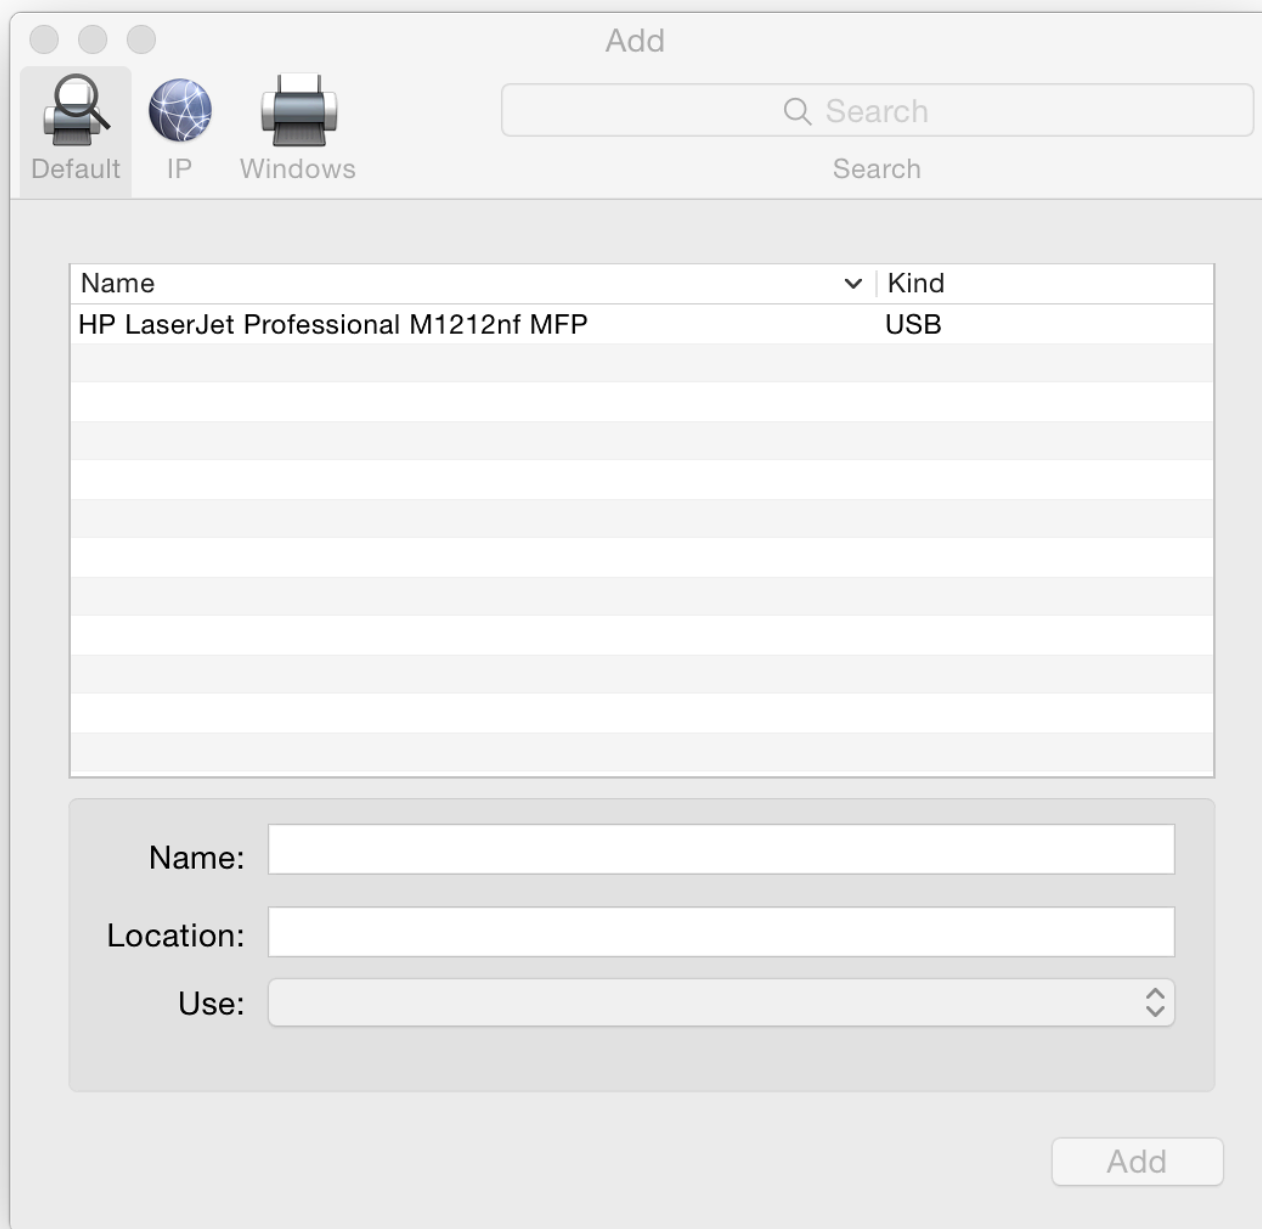 Add
Default IP Windows Search
Search
Name Kind
HP LaserJet Professional M1212nf MFP USB
Name:
Location:
Use:
Add